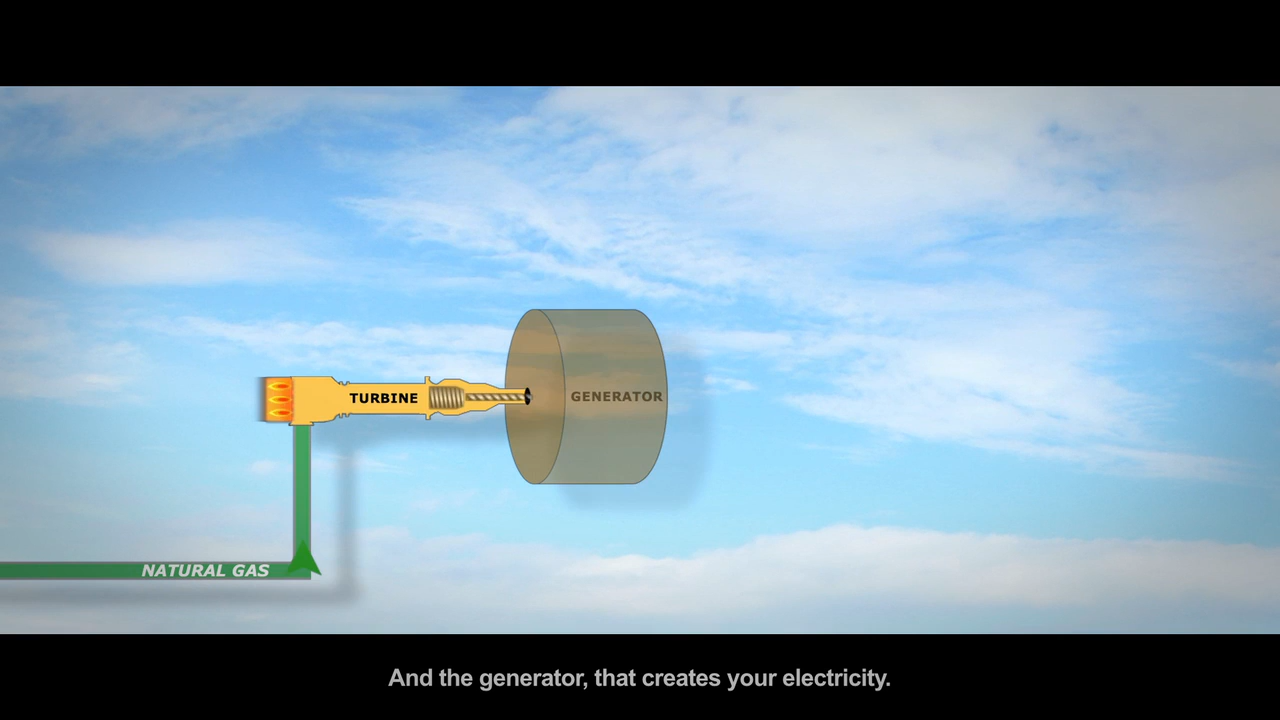 TURBINE
GENERATOR
NATURAL GAS
And the generator, that creates your electricity.